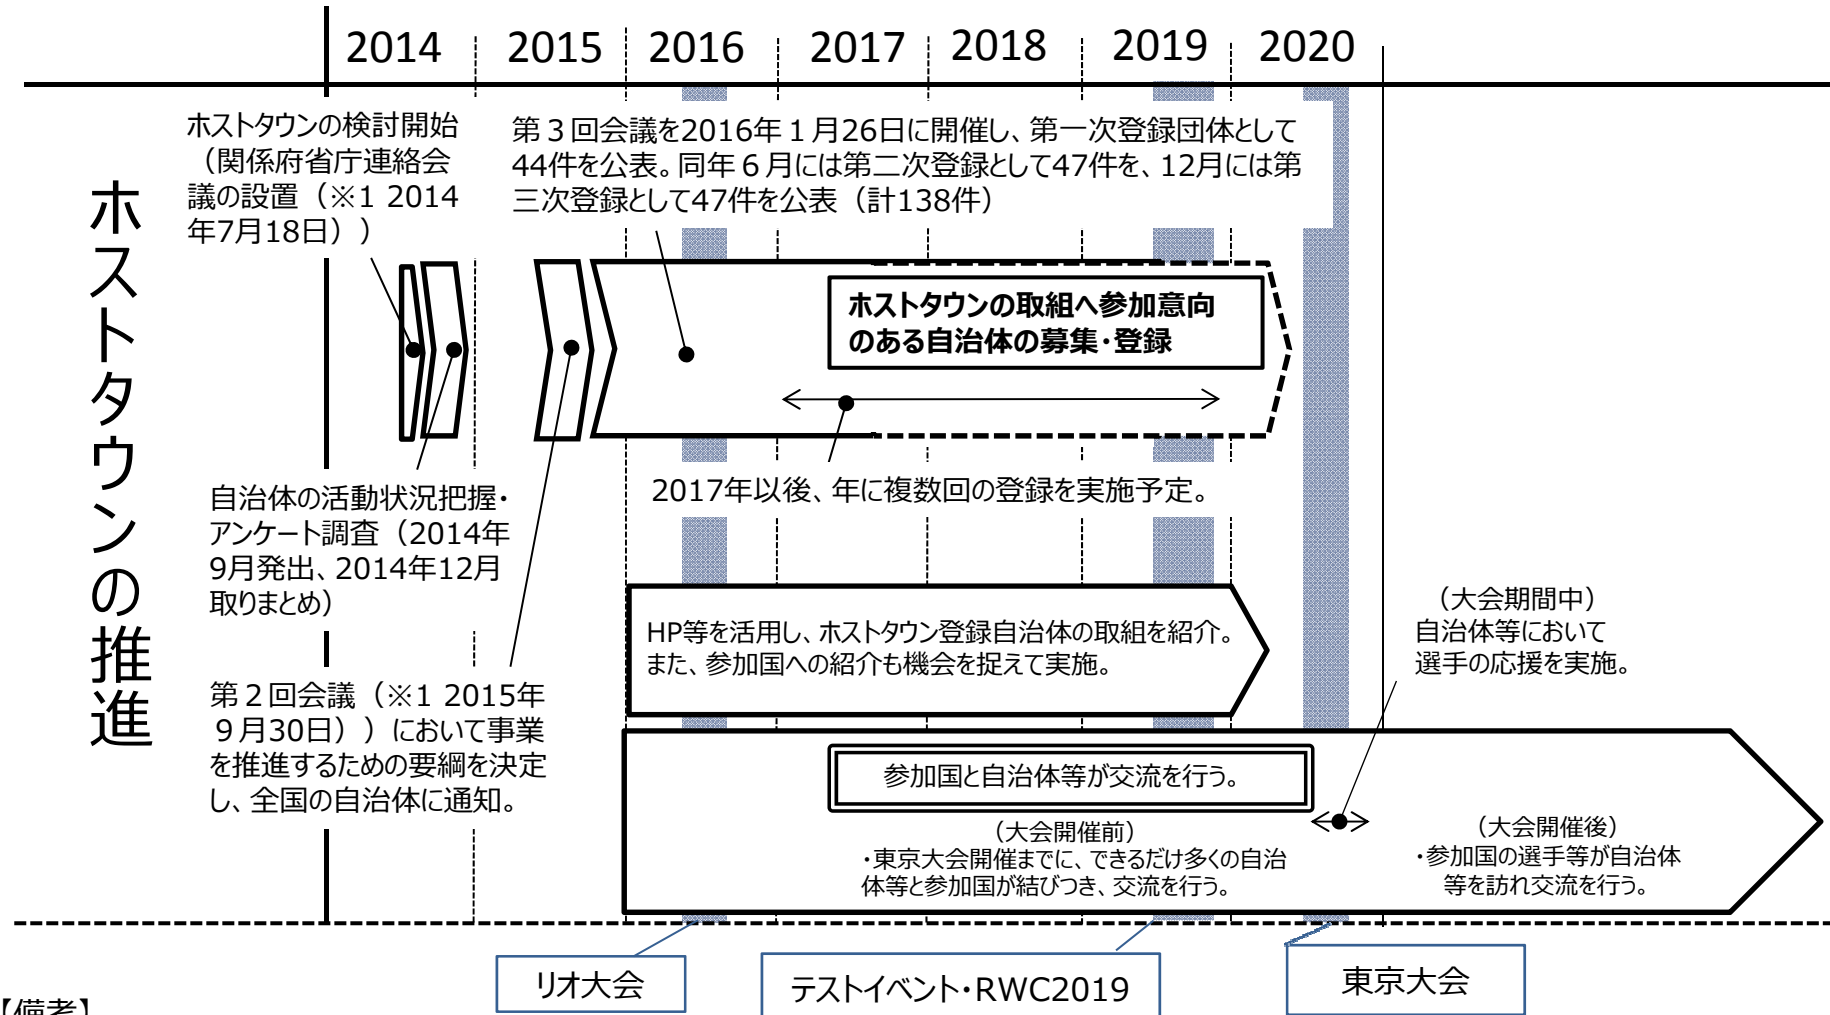 2014
2015
2016
2017
2018
2019
2020
ホストタウンの推進
ホストタウンの検討開始
（関係府省庁連絡会
議の設置（※1 2014
年7月18日））
第３回会議を2016年１月26日に開催し、第一次登録団体として
44件を公表。同年６月には第二次登録として47件を、12月には第
三次登録として47件を公表（計138件）
ホストタウンの取組へ参加意向
のある自治体の募集・登録
2017年以後、年に複数回の登録を実施予定。
自治体の活動状況把握・
アンケート調査（2014年
9月発出、2014年12月
取りまとめ）
第２回会議（※1 2015年
９月30日））において事業
を推進するための要綱を決定
し、全国の自治体に通知。
HP等を活用し、ホストタウン登録自治体の取組を紹介。
また、参加国への紹介も機会を捉えて実施。
（大会期間中）
自治体等において
選手の応援を実施。
参加国と自治体等が交流を行う。
（大会開催前）
・東京大会開催までに、できるだけ多くの自治
体等と参加国が結びつき、交流を行う。
（大会開催後）
・参加国の選手等が自治体
等を訪れ交流を行う。
リオ大会
テストイベント・RWC2019
東京大会
【備考】